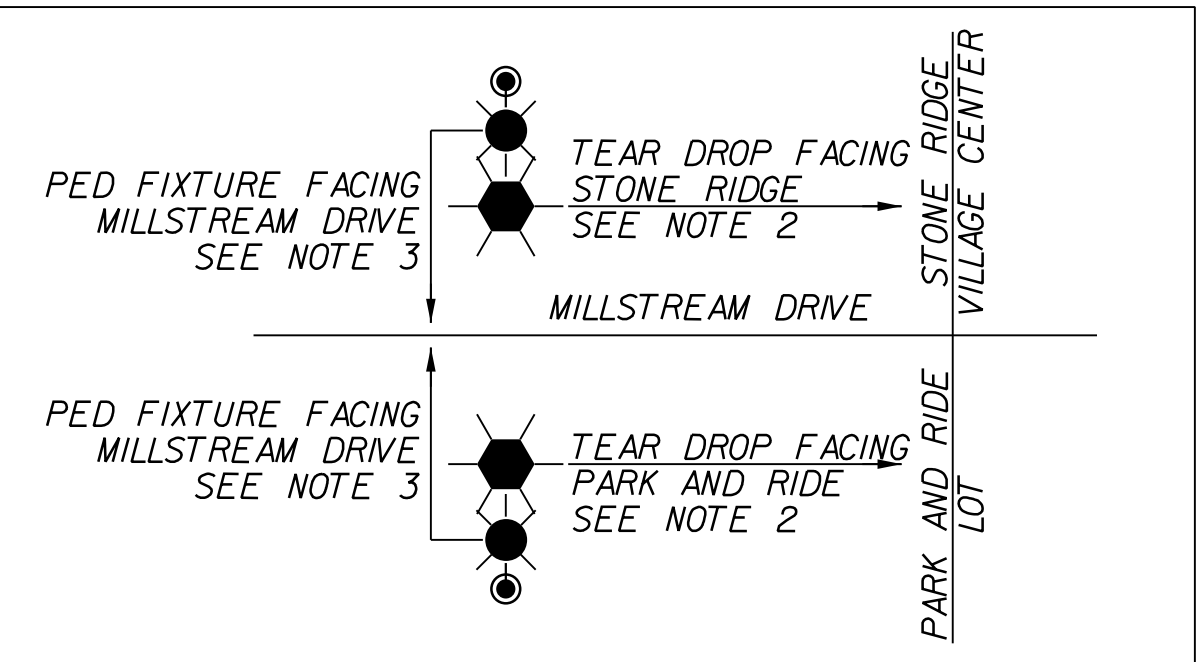 PED FIXTURE FACING
MILLSTREAM DRIVE
SEE NOTE 3
TEAR DROP FACING
STONE RIDGE
SEE NOTE 2
STONE RIDGE
VILLAGE CENTER
MILLSTREAM DRIVE
PED FIXTURE FACING
MILLSTREAM DRIVE
SEE NOTE 3
TEAR DROP FACING
PARK AND RIDE
SEE NOTE 2
PARK AND RIDE
LOT